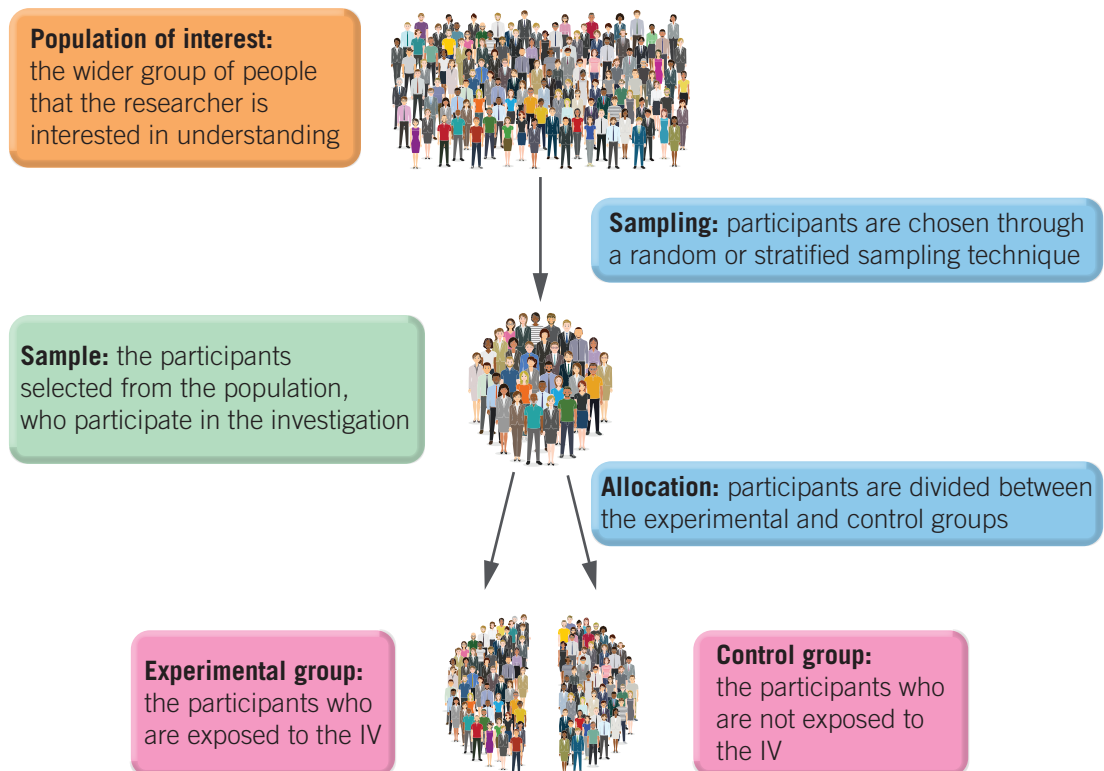 Population of interest:
the wider group of people
that the researcher is
interested in understanding
Sampling: participants are chosen through
a random or stratified sampling technique
Sample: the participants
selected from the population,
who participate in the investigation
Allocation: participants are divided between
the experimental and control groups
Experimental group:
the participants who
are exposed to the IV
Control group:
the participants who
are not exposed to
the IV